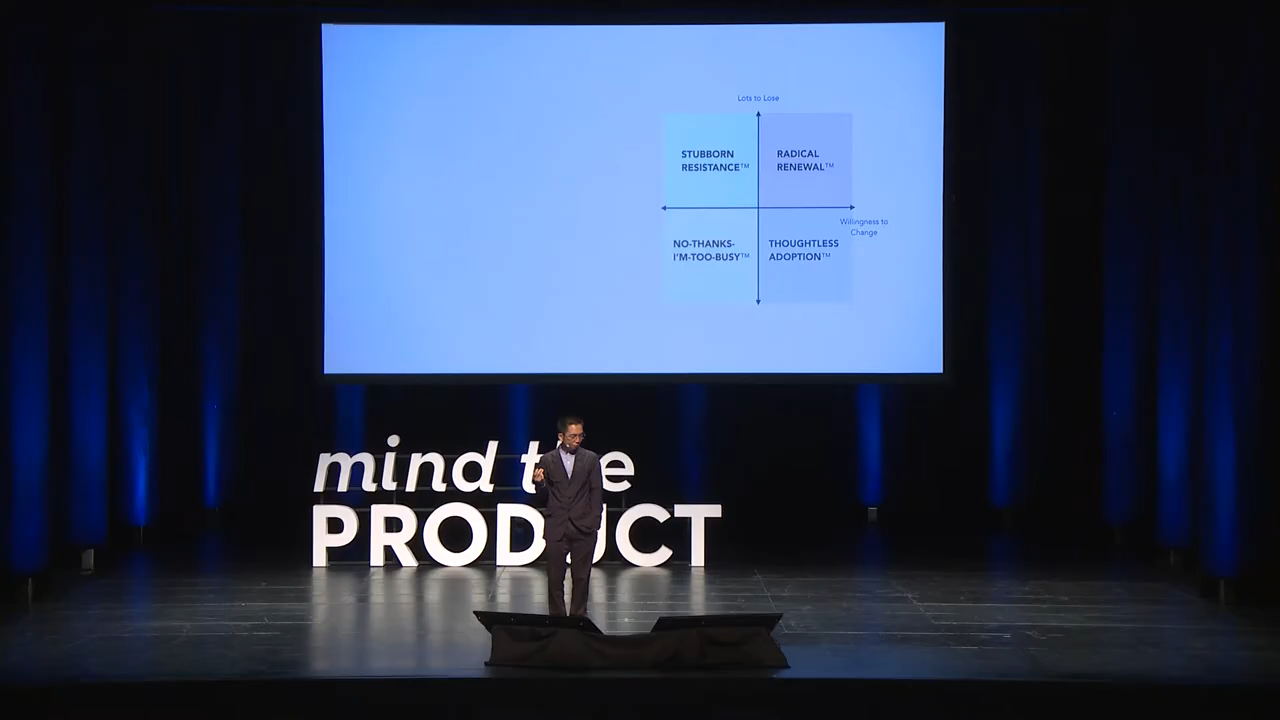 Lots to Lose
STUBBORN
RESISTANCE™
RADICAL
RENEWAL™
Willingness to
Change
NO-THANKS-
I'M-TOO-BUSY™
THOUGHTLESS
ADOPTION™
mind the
PRODUCT